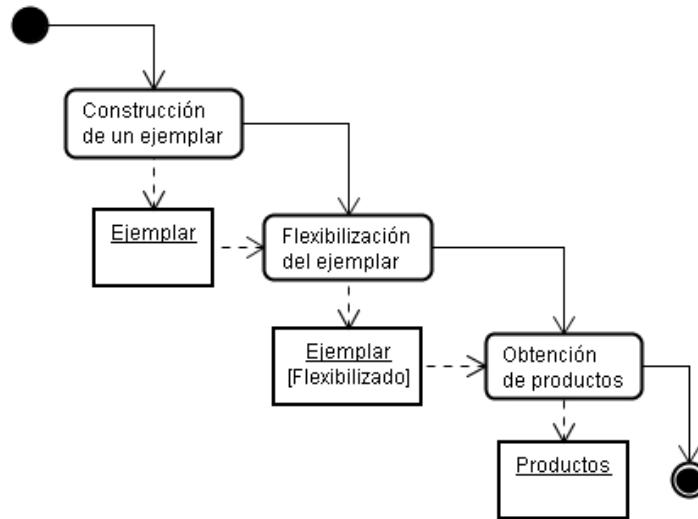 Construcción
de un ejemplar
Ejemplar
Flexibilización
del ejemplar
Ejemplar
[Flexibilizado]
Obtención
de productos
Productos